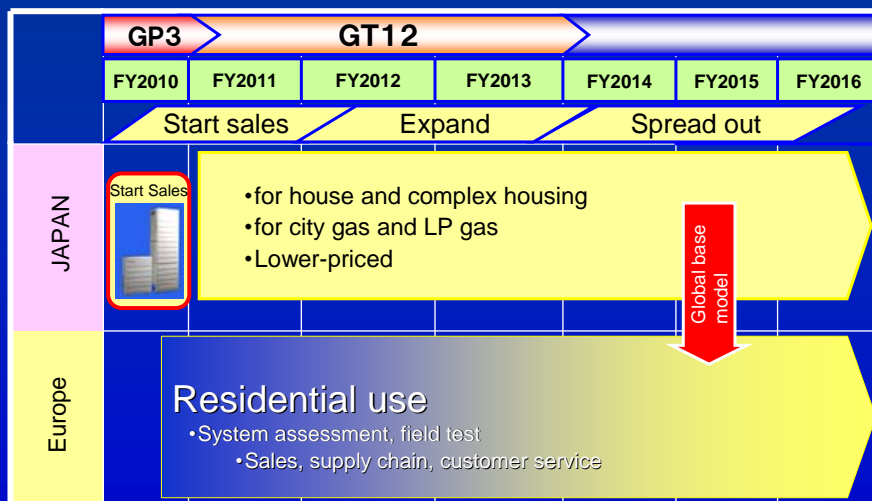 GP3
GT12
FY2010
FY2011
FY2012
FY2013
FY2014
FY2015
FY2016
Start sales
Expand
Spread out
JAPAN
Start Sales
•for house and complex housing
•for city gas and LP gas
•Lower-priced
Global base
model
Europe
Residential use
•System assessment, field test
•Sales, supply chain, customer service